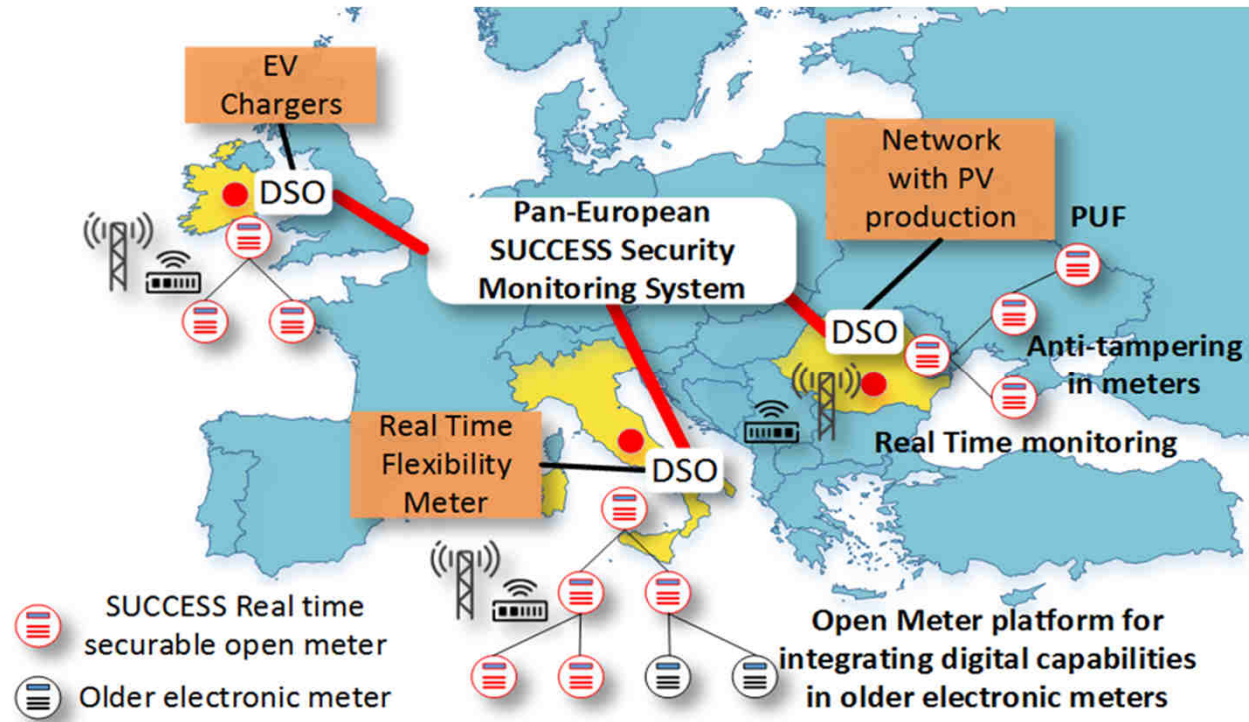 EV
Chargers
DSO
Network
with PV
production
PUF
Pan-European
SUCCESS Security
Monitoring System
DSO
Anti-tampering
in meters
Real Time monitoring
Real Time
Flexibility
Meter
DSO
SUCCESS Real time
securable open meter
Older electronic meter
Open Meter platform for
integrating digital capabilities
in older electronic meters